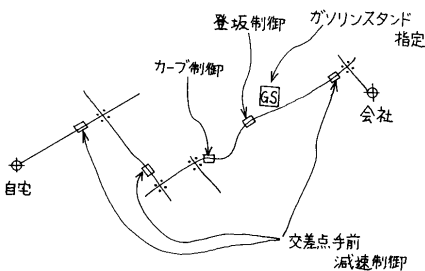 登坂制御
ガソリンスタンド
指定
カーブ制御
GS
会社
自宅
交差点手前
減速制御